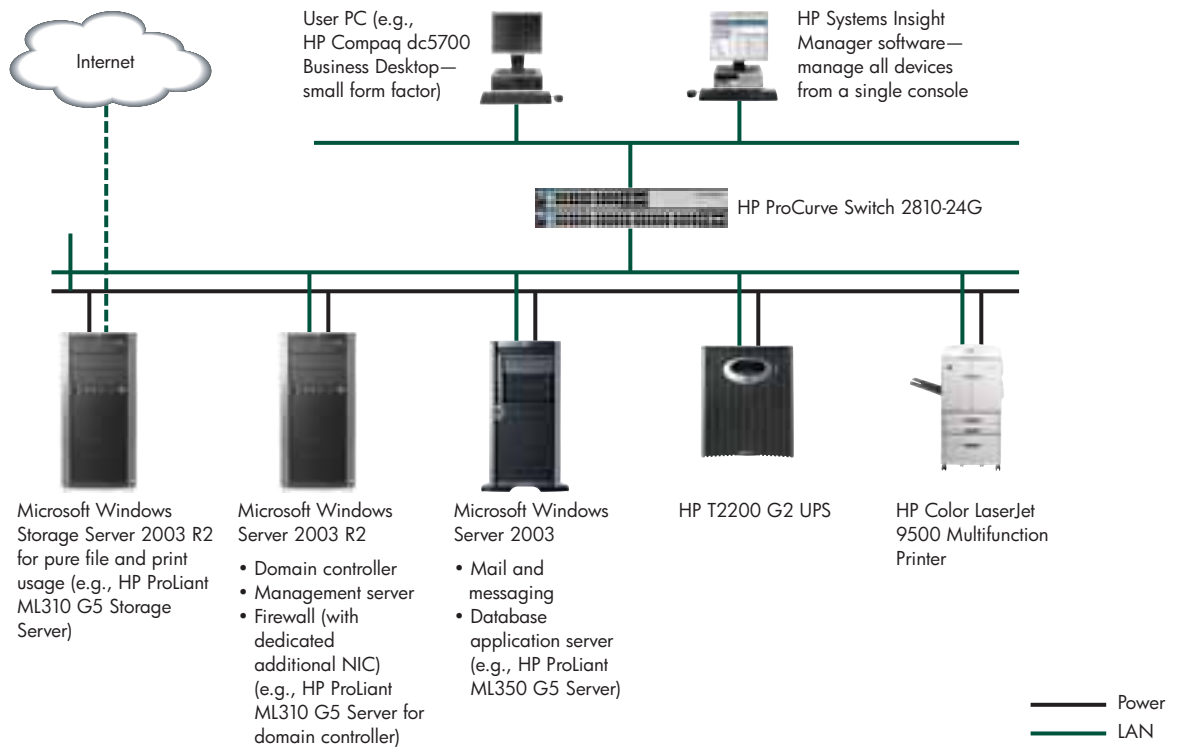 Internet
User PC (e.g.,
HP Compaq dc5700
Business Desktop—
small form factor)
HP Systems Insight
Manager software—
manage all devices
from a single console
HP ProCurve Switch 2810-24G
Microsoft Windows
Storage Server 2003 R2
for pure file and print
usage (e.g., HP ProLiant
ML310 G5 Storage
Server)
Microsoft Windows
Server 2003 R2
• Domain controller
• Management server
• Firewall (with
dedicated
additional NIC)
(e.g., HP ProLiant
ML310 G5 Server for
domain controller)
Microsoft Windows
Server 2003
• Mail and
messaging
• Database
application server
(e.g., HP ProLiant
ML350 G5 Server)
HP T2200 G2 UPS
HP Color LaserJet
9500 Multifunction
Printer
Power
LAN